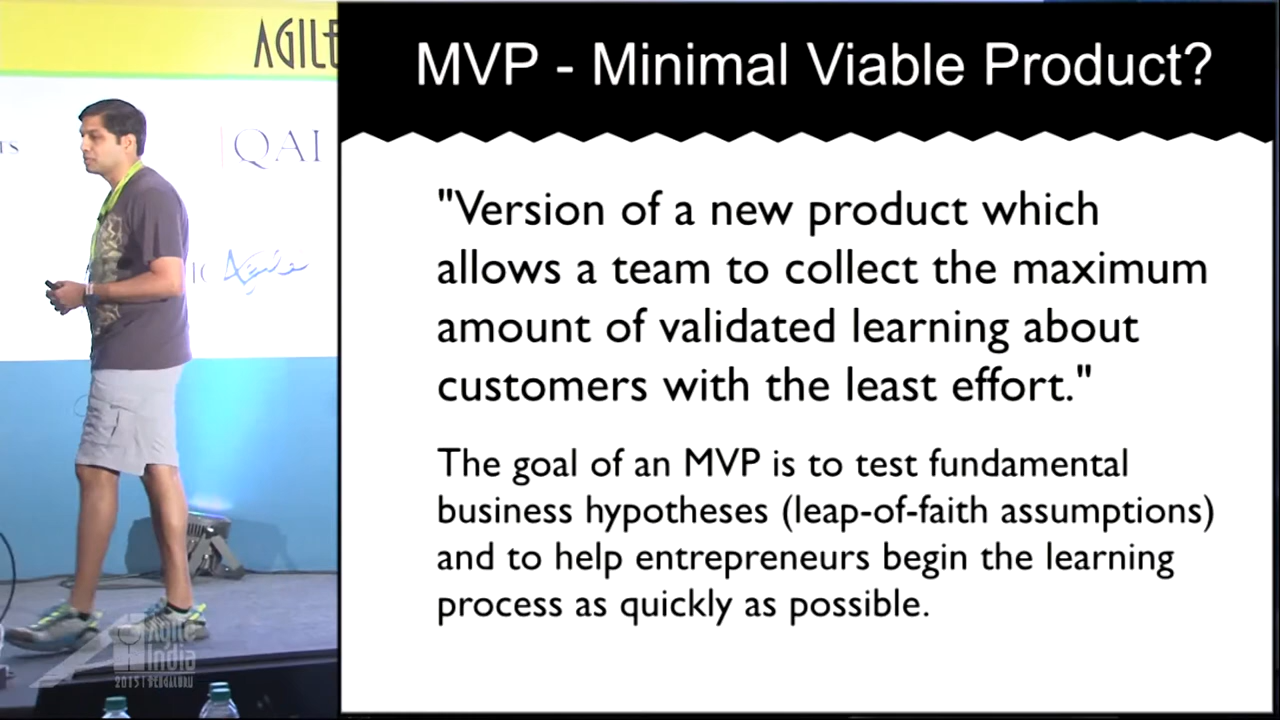 AGILE
MVP - Minimal Viable Product?
QAI
Agile
"Version of a new product which
allows a team to collect the maximum
amount of validated learning about
customers with the least effort."
The goal of an MVP is to test fundamental
business hypotheses (leap-of-faith assumptions)
and to help entrepreneurs begin the learning
process as quickly as possible.
Agile
India
2015 | BENGALURU